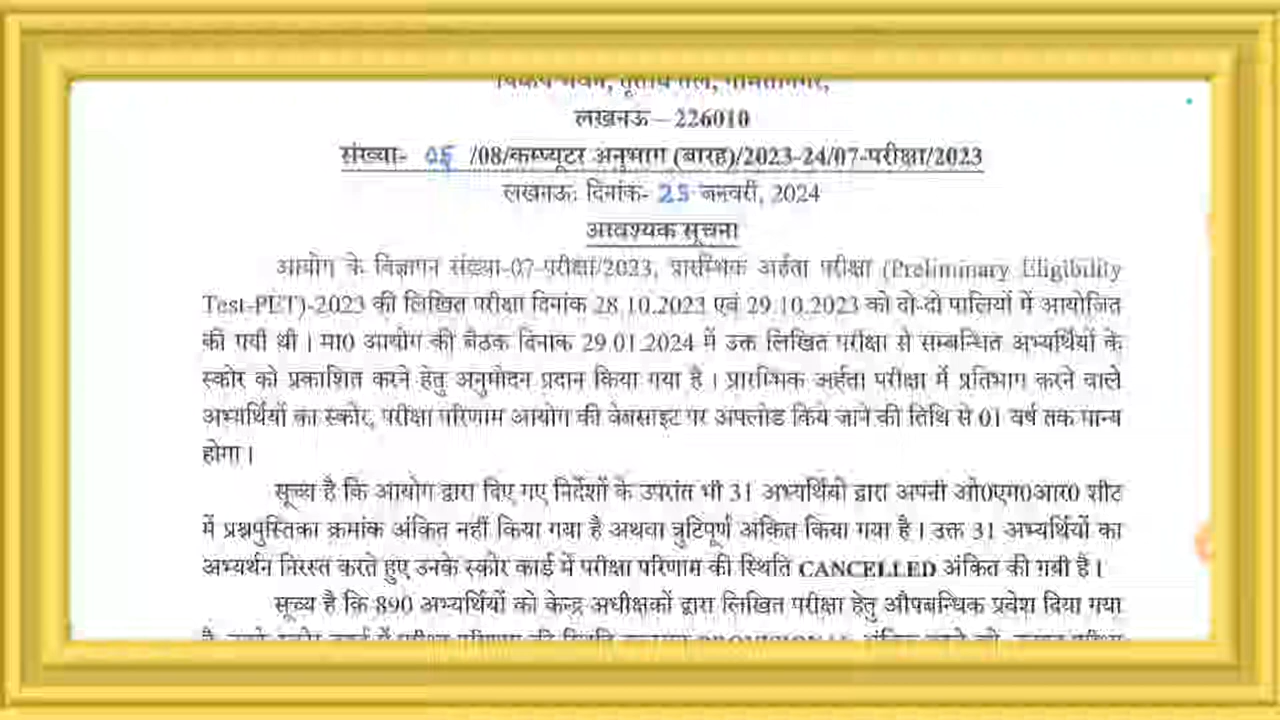 लखनऊ – 226010
संख्या- 05 /08/कम्प्यूटर अनुभाग (बारह)/2023-24/07-परीक्षा/2023
लखनऊः दिनांक- 25 जनवरी, 2024
आवश्यक सूचना
आयोग के विज्ञापन संख्या-07-परीक्षा/2023, प्रारम्भिक अर्हता परीक्षा (Preliminary Eligibility
Test-PET)-2023 की लिखित परीक्षा दिनांक 28.10.2023 एवं 29.10.2023 को दो-दो पालियों में आयोजित
की गयी थी। मा0 आयोग की बैठक दिनांक 29.01.2024 में उक्त लिखित परीक्षा से सम्बन्धित अभ्यर्थियों के
स्कोर को प्रकाशित करने हेतु अनुमोदन प्रदान किया गया है। प्रारम्भिक अर्हता परीक्षा में प्रतिभाग करने वाले
अभ्यर्थियों का स्कोर, परीक्षा परिणाम आयोग की वेबसाइट पर अपलोड किये जाने की तिथि से 01 वर्ष तक मान्य
होगा।
सूच्य है कि आयोग द्वारा दिए गए निर्देशों के उपरांत भी 31 अभ्यर्थियों द्वारा अपनी ओ0एम0आर0 शीट
में प्रश्नपुस्तिका क्रमांक अंकित नहीं किया गया है अथवा त्रुटिपूर्ण अंकित किया गया है। उक्त 31 अभ्यर्थियों का
अभ्यर्थन निरस्त करते हुए उनके स्कोर कार्ड में परीक्षा परिणाम की स्थिति CANCELLED अंकित की गयी है।
सूच्य है कि 890 अभ्यर्थियों को केन्द्र अधीक्षकों द्वारा लिखित परीक्षा हेतु औपबन्धिक प्रवेश दिया गया